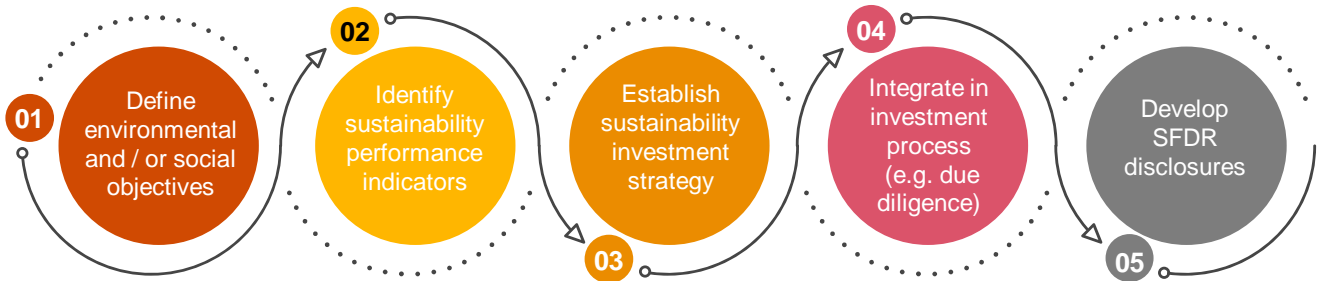 01
Define
environmental
and / or social
objectives
02
Identify
sustainability
performance
indicators
03
Establish
sustainability
investment
strategy
04
Integrate in
investment
process
(e.g. due
diligence)
05
Develop
SFDR
disclosures